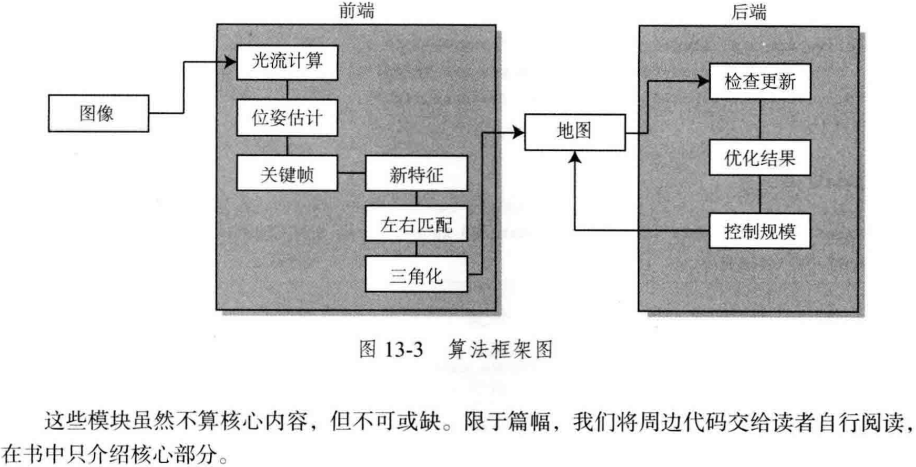 前端
后端
光流计算
检查更新
图像
位姿估计
地图
关键帧
新特征
优化结果
左右匹配
控制规模
三角化
图 13-3 算法框架图
这些模块虽然不算核心内容，但不可或缺。限于篇幅，我们将周边代码交给读者自行阅读，
在书中只介绍核心部分。